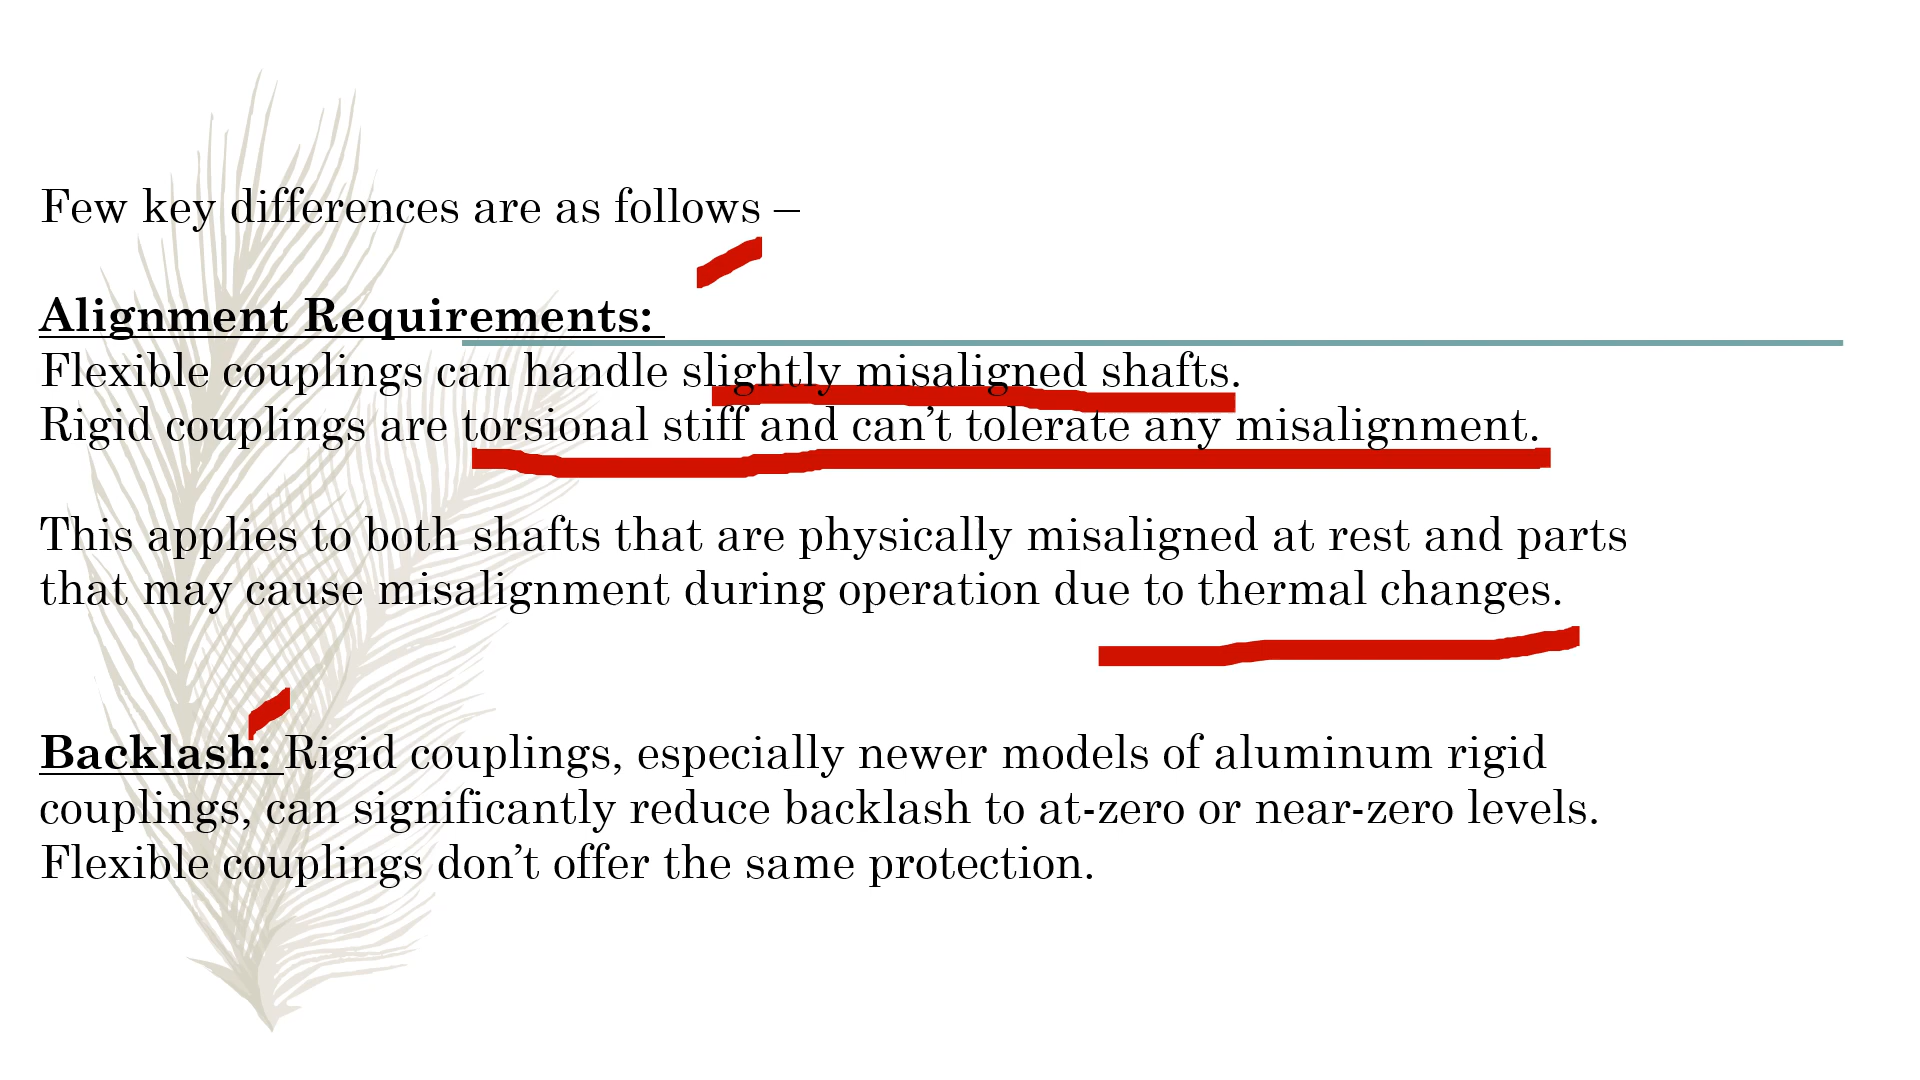 Few key differences are as follows –
Alignment Requirements:
Flexible couplings can handle slightly misaligned shafts.
Rigid couplings are torsional stiff and can’t tolerate any misalignment.
This applies to both shafts that are physically misaligned at rest and parts
that may cause misalignment during operation due to thermal changes.
Backlash: Rigid couplings, especially newer models of aluminum rigid
couplings, can significantly reduce backlash to at-zero or near-zero levels.
Flexible couplings don’t offer the same protection.